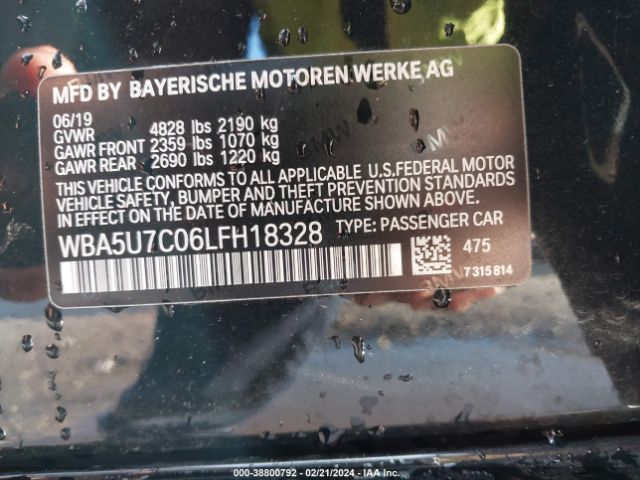 MFD BY BAYERISCHE MOTOREN WERKE AG
06/19
GVWR 4828 lbs 2190 kg
GAWR FRONT 2359 lbs 1070 kg
GAWR REAR 2690 lbs 1220 kg
THIS VEHICLE CONFORMS TO ALL APPLICABLE U.S.FEDERAL MOTOR
VEHICLE SAFETY, BUMPER AND THEFT PREVENTION STANDARDS
IN EFFECT ON THE DATE OF MANUFACTURE SHOWN ABOVE.
WBA5U7C06LFH18328 TYPE: PASSENGER CAR
475
7315814
000-38800792 - 02/21/2024 - IAA Inc.